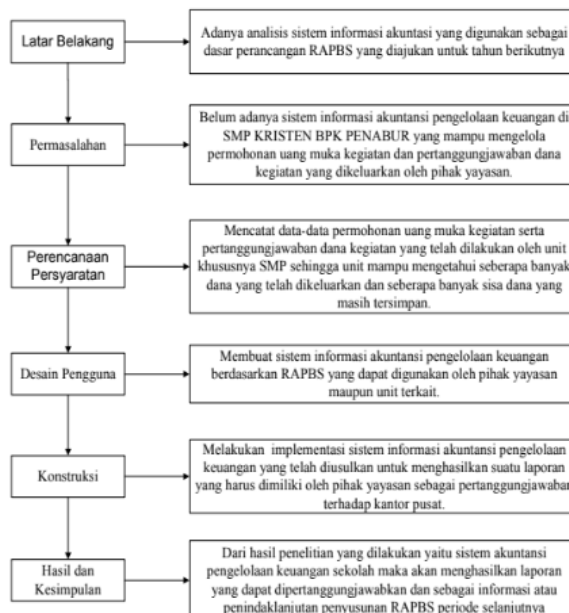 Latar Belakang
Adanya analisis sistem informasi akuntasi yang digunakan sebagai
dasar perancangan RAPBS yang diajukan untuk tahun berikutnya
Permasalahan
Belum adanya sistem informasi akuntansi pengelolaan keuangan di
SMP KRISTEN BPK PENABUR yang mampu mengelola
permohonan uang muka kegiatan dan pertanggungjawaban dana
kegiatan yang dikeluarkan oleh pihak yayasan.
Perencanaan
Persyaratan
Mencatat data-data permohonan uang muka kegiatan serta
pertanggungjawaban dana kegiatan yang telah dilakukan oleh unit
khususnya SMP sehingga unit mampu mengetahui seberapa banyak
dana yang telah dikeluarkan dan seberapa banyak sisa dana yang
masih tersimpan.
Desain Pengguna
Membuat sistem informasi akuntansi pengelolaan keuangan
berdasarkan RAPBS yang dapat digunakan oleh pihak yayasan
maupun unit terkait.
Konstruksi
Melakukan implementasi sistem informasi akuntansi pengelolaan
keuangan yang telah diusulkan untuk menghasilkan suatu laporan
yang harus dimiliki oleh pihak yayasan sebagai pertanggungjawaban
terhadap kantor pusat.
Hasil dan
Kesimpulan
Dari hasil penelitian yang dilakukan yaitu sistem akuntansi
pengelolaan keuangan sekolah maka akan menghasilkan laporan
yang dapat dipertanggungjawabkan dan sebagai informasi atau
penindaklanjutan penyusunan RAPBS periode selanjutnya